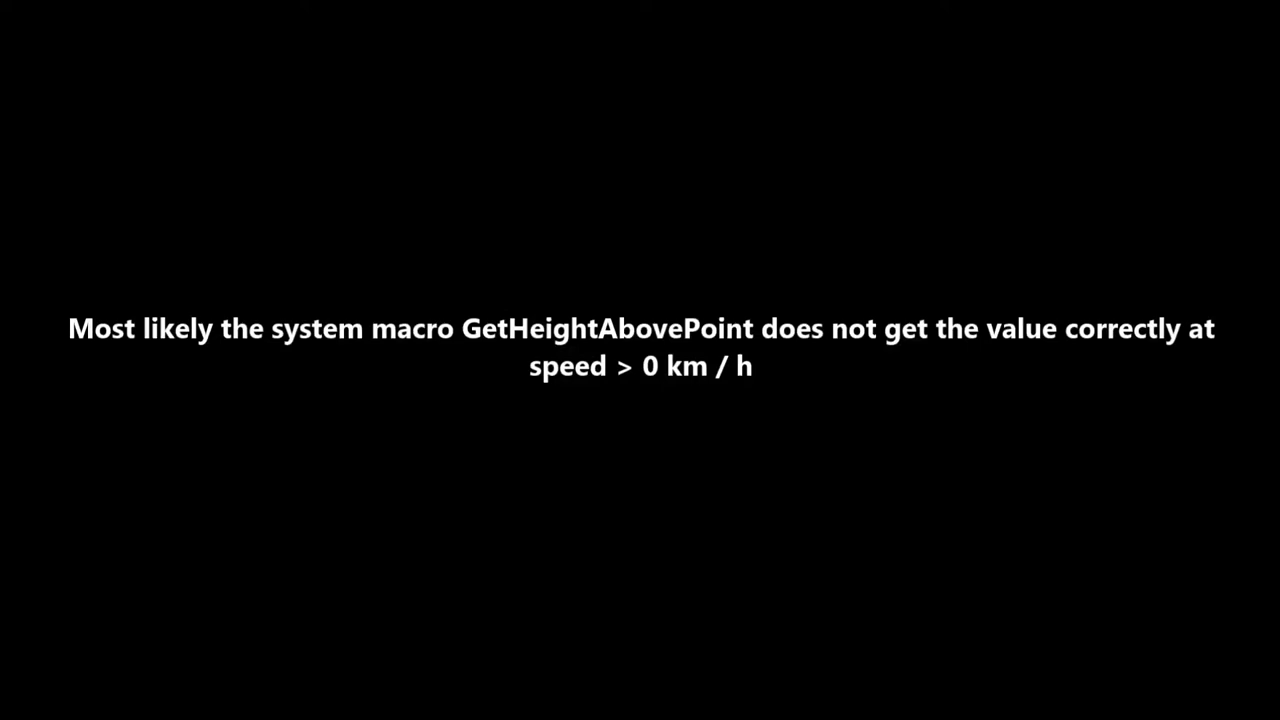 Most likely the system macro GetHeightAbovePoint does not get the value correctly at
speed > 0 km / h